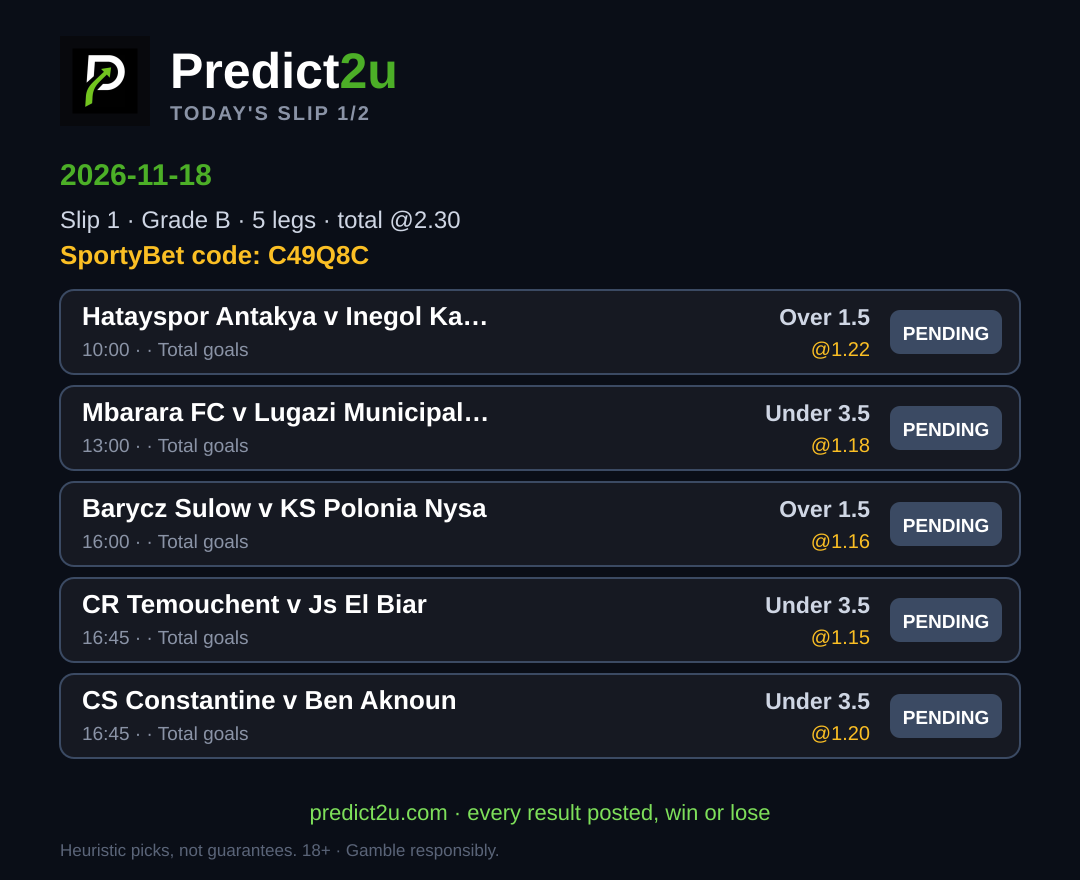 Predict2u
TODAY'S SLIP 1/2
2026-11-18
Slip 1 · Grade B · 5 legs · total @2.30
SportyBet code: C49Q8C
Hatayspor Antakya v Inegol Ka…
Over 1.5
PENDING
10:00 · · Total goals
@1.22
Mbarara FC v Lugazi Municipal…
Under 3.5
PENDING
13:00 · · Total goals
@1.18
Barycz Sulow v KS Polonia Nysa
Over 1.5
PENDING
16:00 · · Total goals
@1.16
CR Temouchent v Js El Biar
Under 3.5
PENDING
16:45 · · Total goals
@1.15
CS Constantine v Ben Aknoun
Under 3.5
PENDING
16:45 · · Total goals
@1.20
predict2u.com · every result posted, win or lose
Heuristic picks, not guarantees. 18+ · Gamble responsibly.